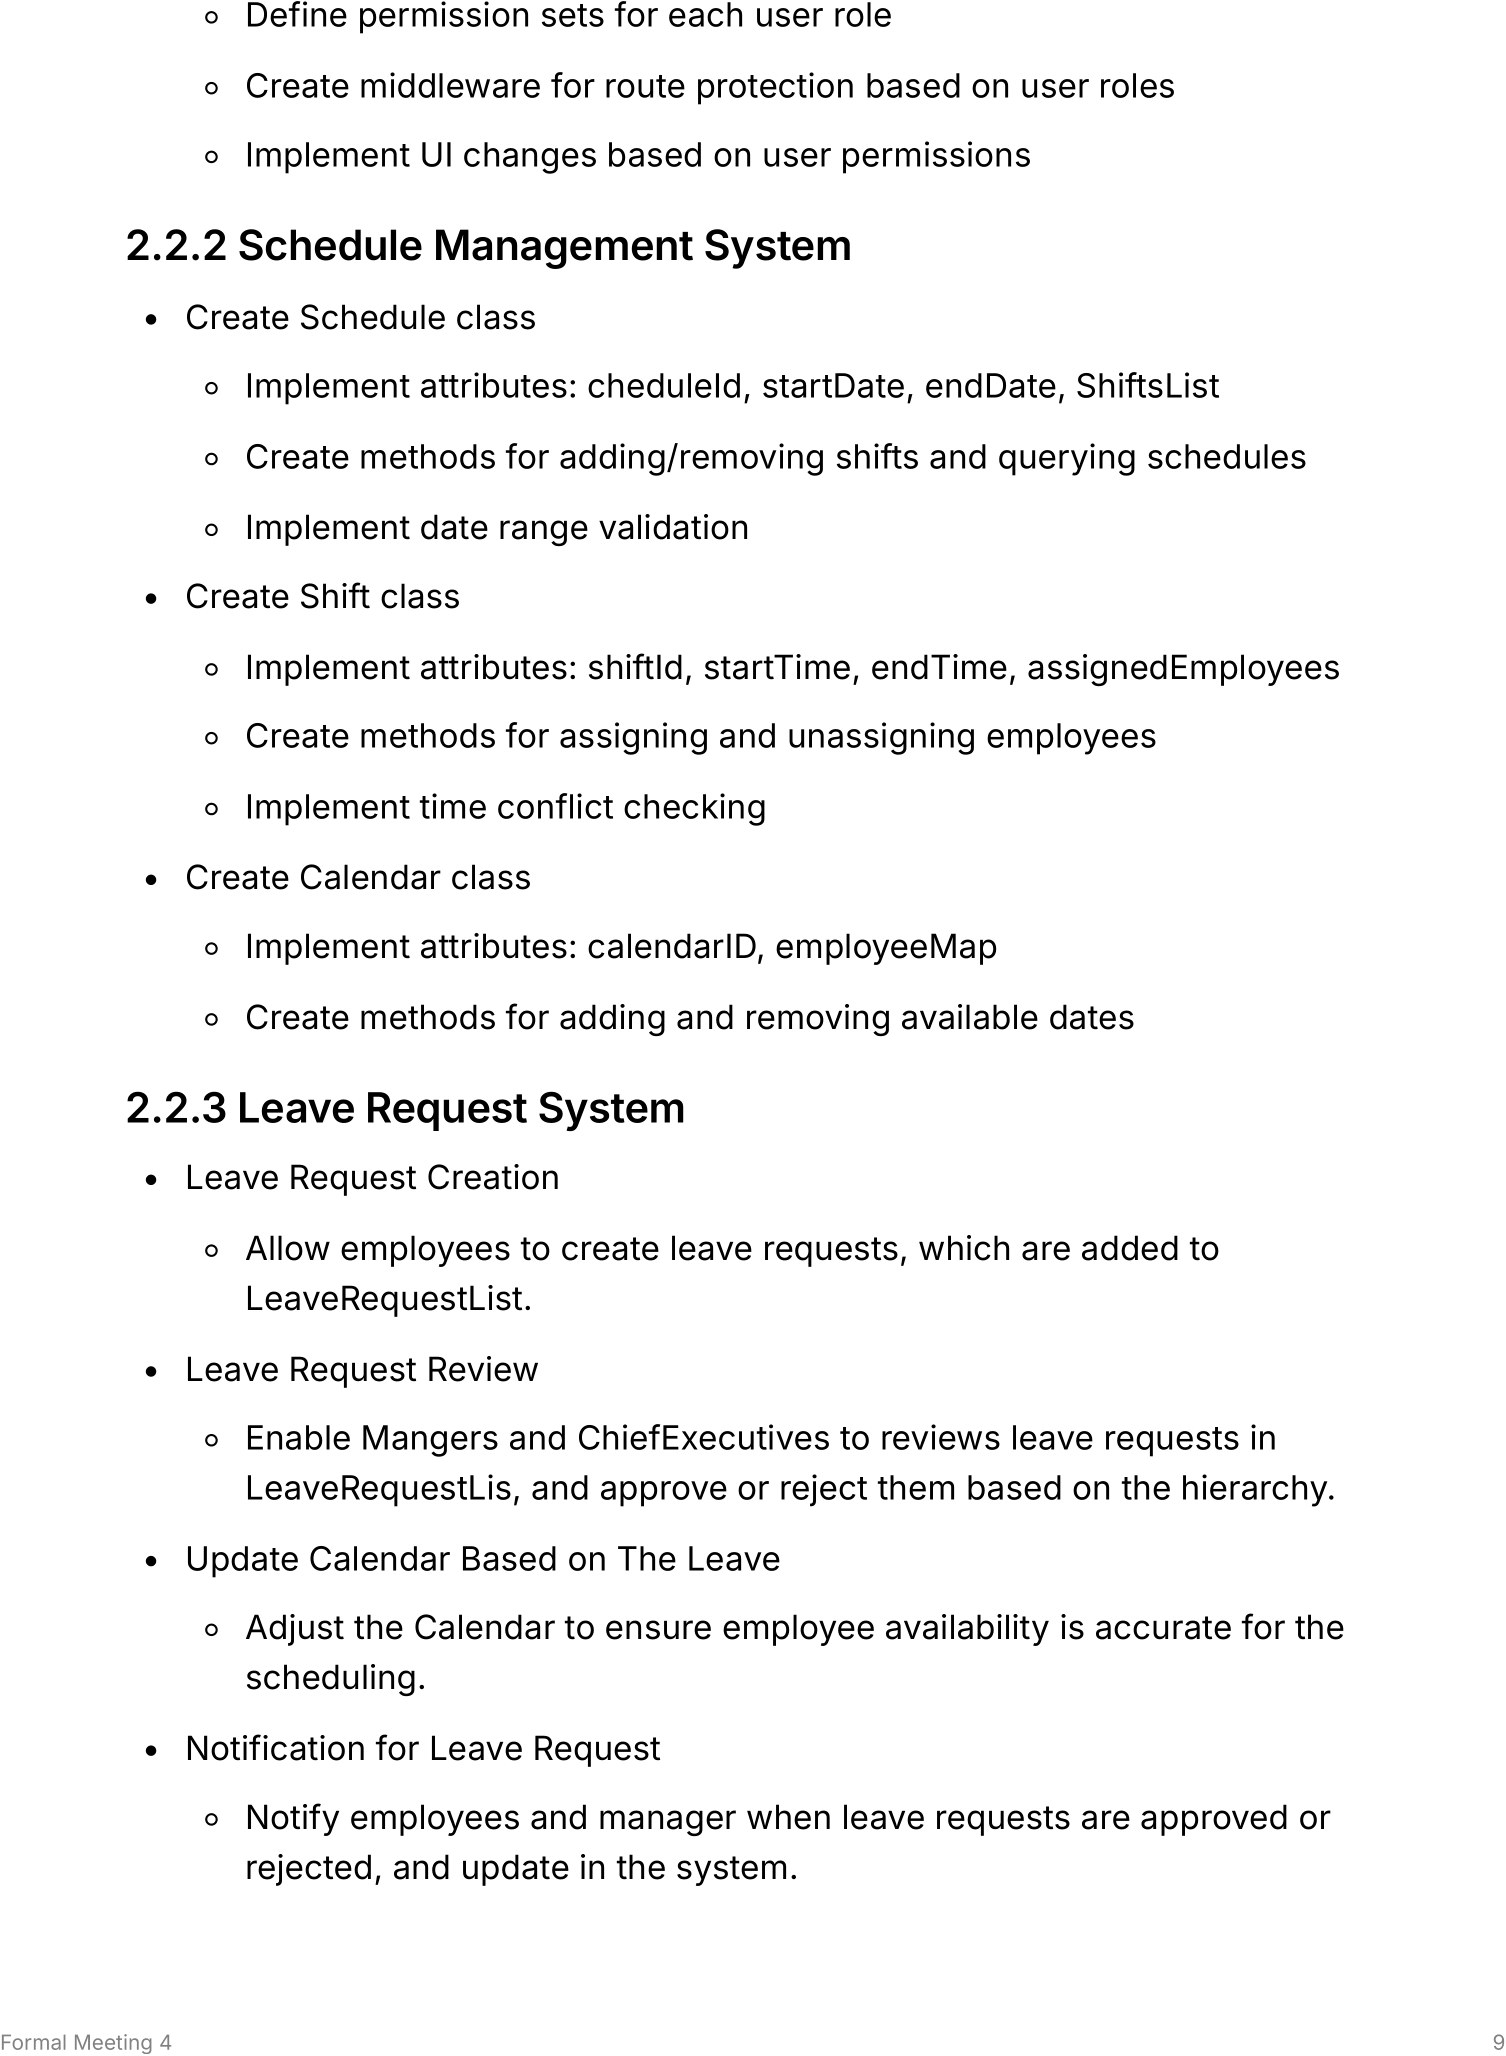 Define permission sets for each user role
Create middleware for route protection based on user roles
Implement UI changes based on user permissions
2.2.2 Schedule Management System
Create Schedule class
Implement attributes: cheduleId, startDate, endDate, ShiftsList
Create methods for adding/removing shifts and querying schedules
Implement date range validation
Create Shift class
Implement attributes: shiftId, startTime, endTime, assignedEmployees
Create methods for assigning and unassigning employees
Implement time conflict checking
Create Calendar class
Implement attributes: calendarID, employeeMap
Create methods for adding and removing available dates
2.2.3 Leave Request System
Leave Request Creation
Allow employees to create leave requests, which are added to
LeaveRequestList.
Leave Request Review
Enable Mangers and ChiefExecutives to reviews leave requests in
LeaveRequestLis, and approve or reject them based on the hierarchy.
Update Calendar Based on The Leave
Adjust the Calendar to ensure employee availability is accurate for the
scheduling.
Notification for Leave Request
Notify employees and manager when leave requests are approved or
rejected, and update in the system.
Formal Meeting 4
9